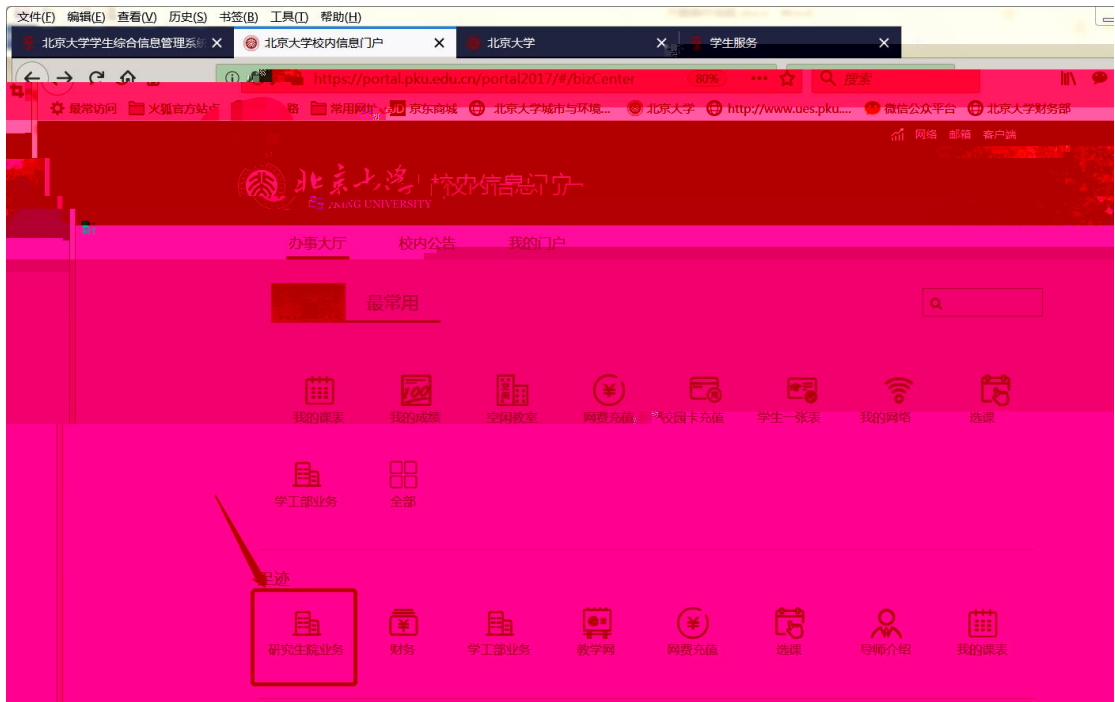 文件(F) 编辑(E) 查看(V) 历史(S) 书签(B) 工具(T) 帮助(H)
北京大学学生综合信息管理系统 北京大学校内信息门户 北京大学 学生服务
https://portal.pku.edu.cn/portal2017/#/bizCenter 80% 搜索
最常访问 火狐官方站点 常用网址 JD 京东商城 北京大学城市与环境... 北京大学 http://www.ues.pku.... 微信公众平台 北京大学财务部
网络 邮箱 客户端
北京大学 校内信息门户
UNIVERSITY
办事大厅 校内公告 我的门户
最常用
我的课表 我的成绩 空闲教室 网费充值 校园卡充值 学生一张表 我的网络 选课
学工部业务 全部
足迹
研究生院业务 财务 学工部业务 教学网 网费充值 选课 导师介绍 我的课表